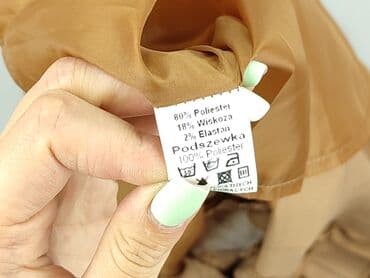 80% Poliester
18% Wiskoza
2% Elastan
Podszewka
100% Poliester